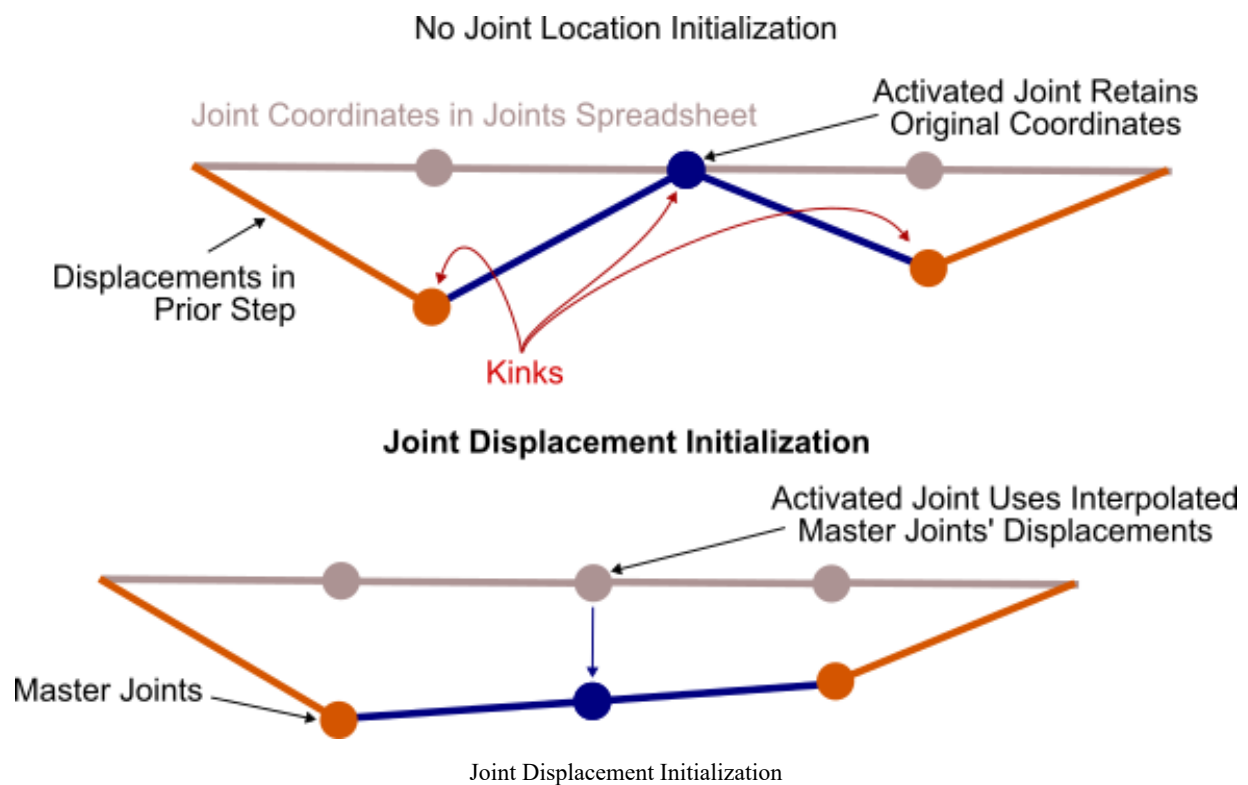 No Joint Location Initialization
Joint Coordinates in Joints Spreadsheet
Activated Joint Retains
Original Coordinates
Displacements in
Prior Step
Kinks
Joint Displacement Initialization
Activated Joint Uses Interpolated
Master Joints' Displacements
Master Joints
Joint Displacement Initialization